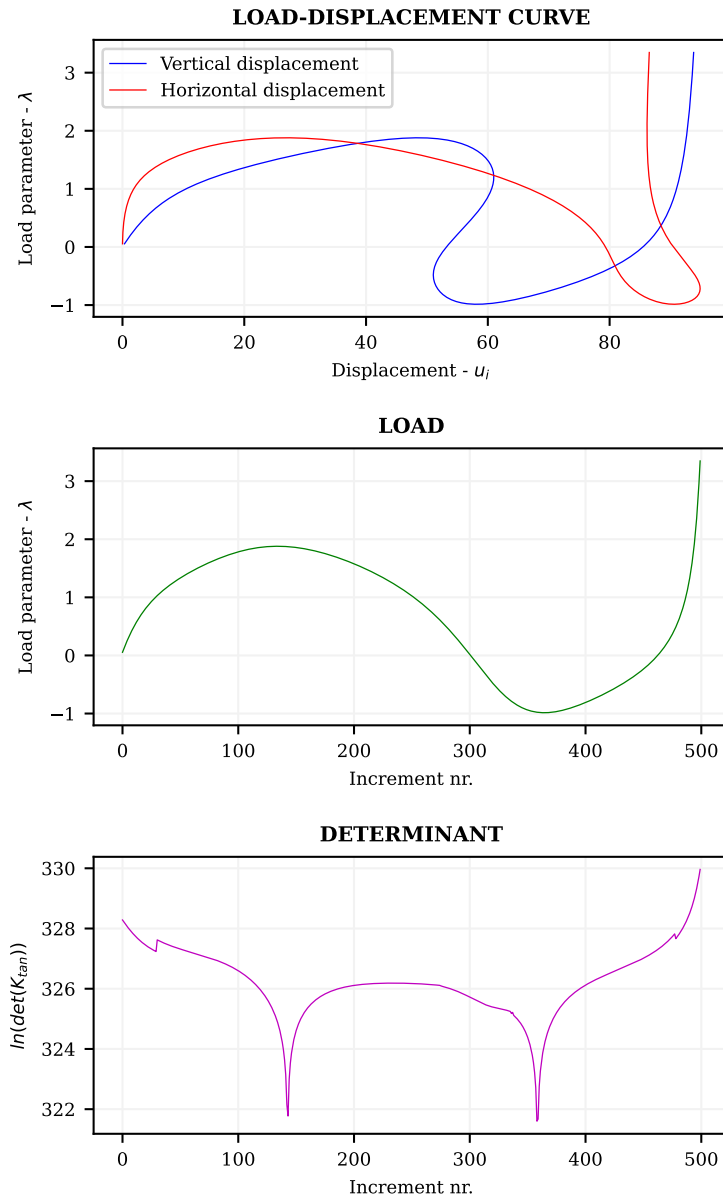 LOAD-DISPLACEMENT CURVE
Vertical displacement
Horizontal displacement
Load parameter - λ
3
2
1
0
−1
0 20 40 60 80
Displacement - u_i
LOAD
Load parameter - λ
3
2
1
0
−1
0 100 200 300 400 500
Increment nr.
DETERMINANT
ln(det(K_tan))
330
328
326
324
322
0 100 200 300 400 500
Increment nr.